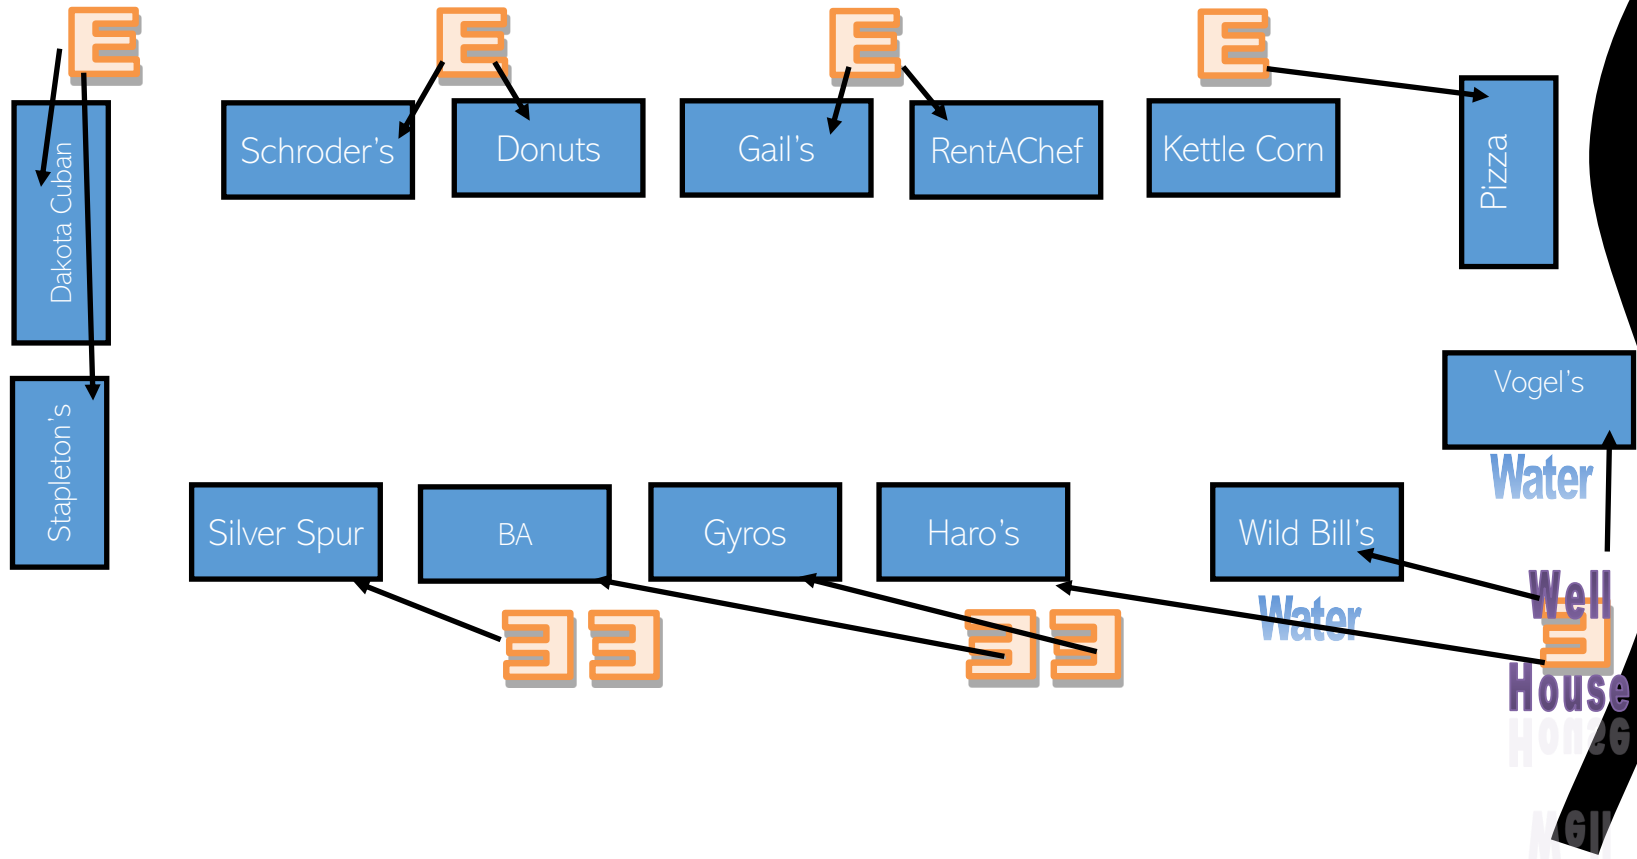 E E E E
Schroder's Donuts Gail's RentAChef Kettle Corn
Pizza
Dakota Cuban
Vogel's
Water
Stapleton's
Silver Spur BA Gyros Haro's Wild Bill's
Water
Well
E E E E E
House